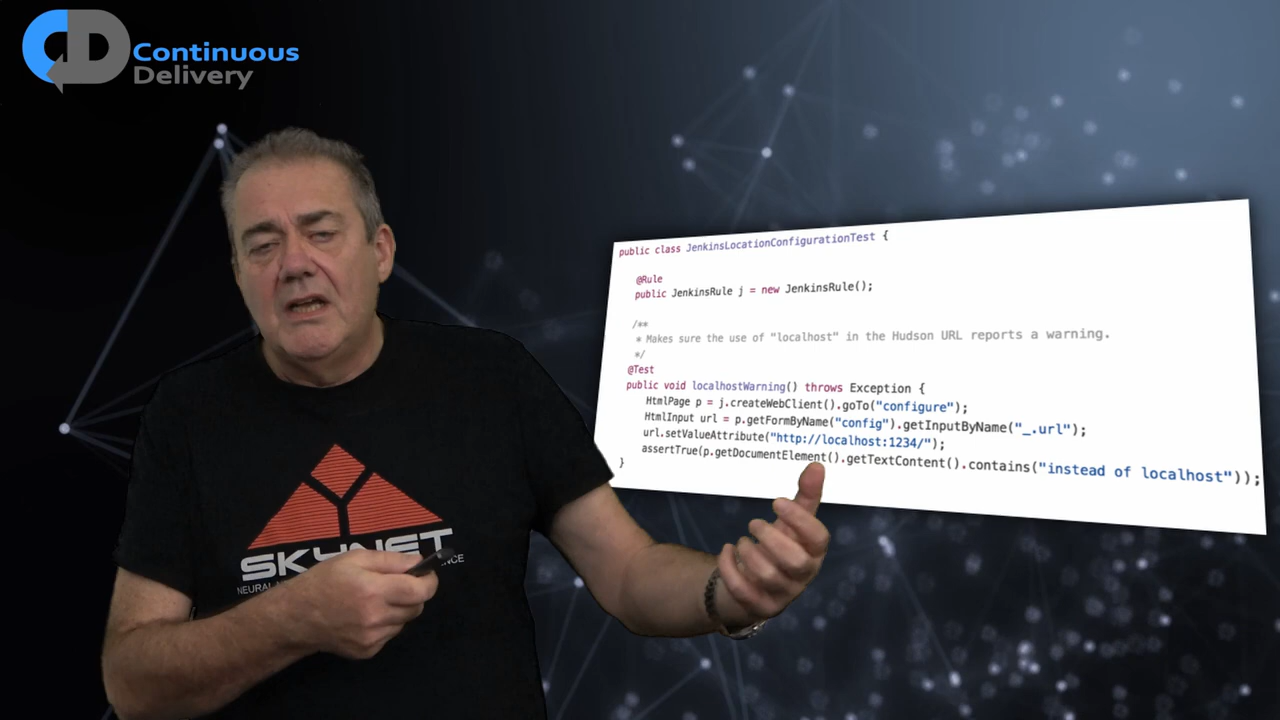 Continuous
Delivery
public class JenkinsLocationConfigurationTest {
@Rule
public JenkinsRule j = new JenkinsRule();
/**
* Makes sure the use of "localhost" in the Hudson URL reports a warning.
*/
@Test
public void localhostWarning() throws Exception {
HtmlPage p = j.createWebClient().goTo("configure");
HtmlInput url = p.getFormByName("config").getInputByName("_.url");
url.setValueAttribute("http://localhost:1234/");
assertTrue(p.getDocumentElement().getTextContent().contains("instead of localhost"));
}
SKYNET